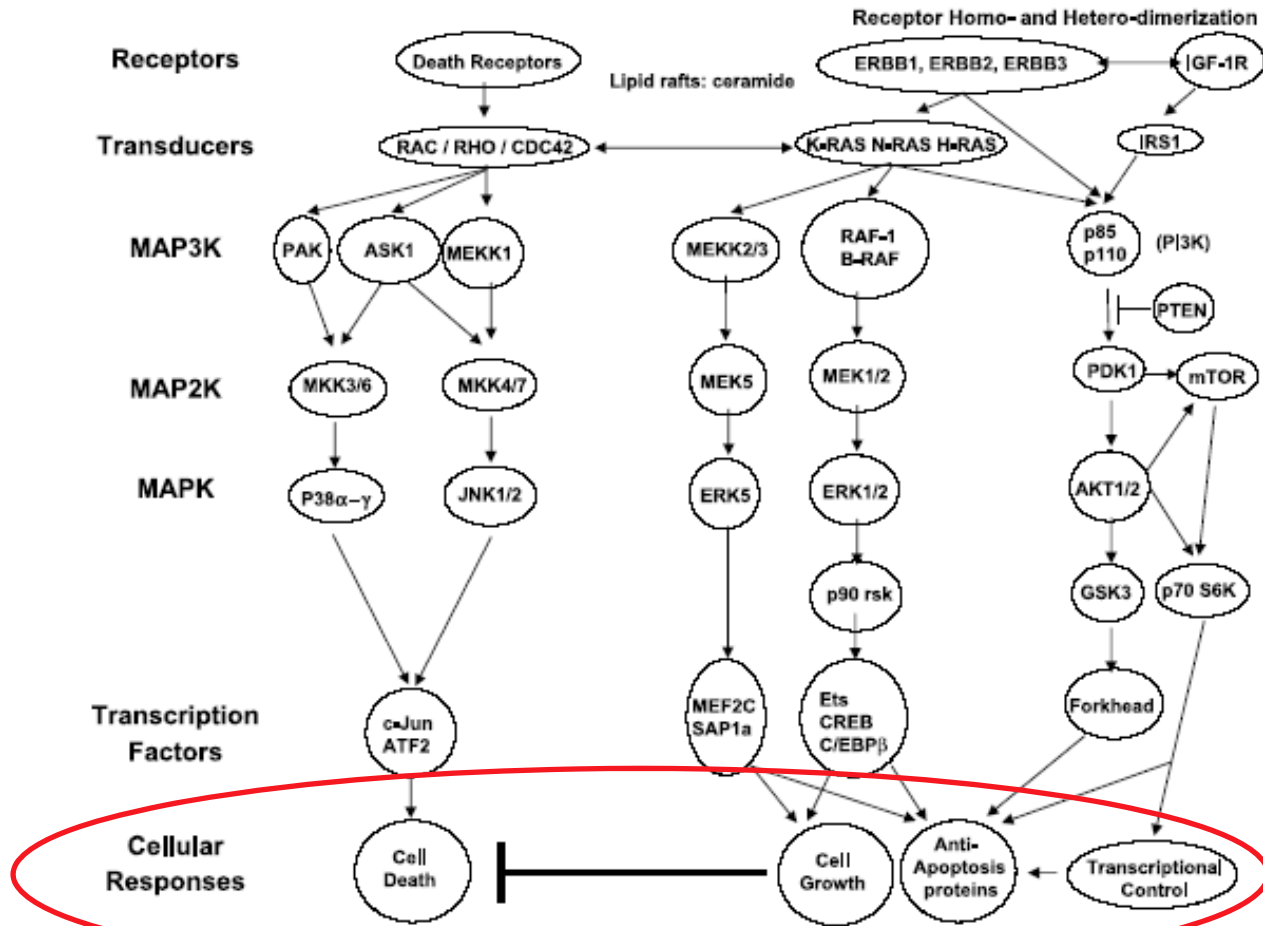 Receptor Homo- and Hetero-dimerization
Receptors
Death Receptors
ERBB1, ERBB2, ERBB3
IGF-1R
Lipid rafts: ceramide
Transducers
RAC / RHO / CDC42
K-RAS N-RAS H-RAS
IRS1
MAP3K
PAK
ASK1
MEKK1
MEKK2/3
RAF-1
B-RAF
p85
p110
(PI3K)
PTEN
MAP2K
MKK3/6
MKK4/7
MEK5
MEK1/2
PDK1
mTOR
MAPK
P38α-γ
JNK1/2
ERK5
ERK1/2
AKT1/2
p90 rsk
GSK3
p70 S6K
Transcription
Factors
c-Jun
ATF2
MEF2C
SAP1a
Ets
CREB
C/EBPβ
Forkhead
Cellular
Responses
Cell
Death
Cell
Growth
Anti-
Apoptosis
proteins
Transcriptional
Control